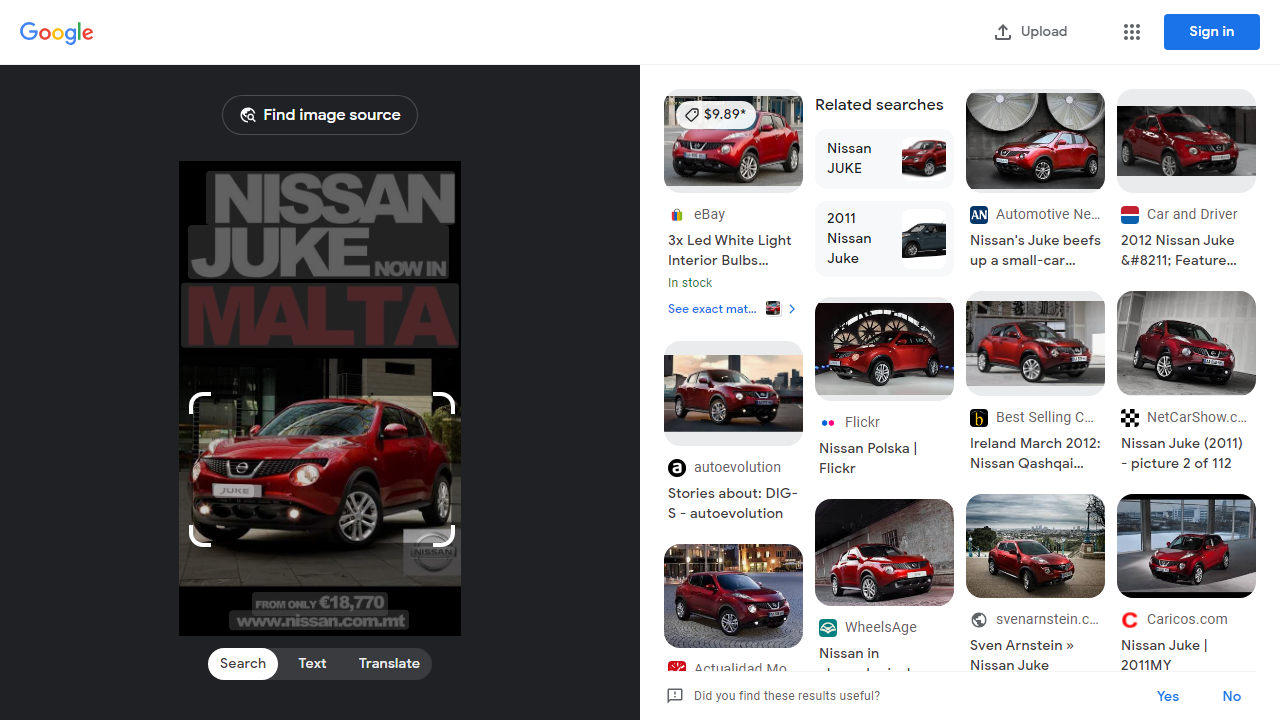 Google
Upload
Sign in
Find image source
NISSAN
JUKE NOW IN
MALTA
JUKE
NISSAN
FROM ONLY €18,770
www.nissan.com.mt
Search
Text
Translate
$9.89*
eBay
3x Led White Light
Interior Bulbs...
In stock
See exact mat...
autoevolution
Stories about: DIG-
S - autoevolution
Actualidad Mo
Related searches
Nissan
JUKE
2011
Nissan
Juke
Flickr
Nissan Polska |
Flickr
WheelsAge
Nissan in
AN
Automotive Ne...
Nissan's Juke beefs
up a small-car...
b
Best Selling C...
Ireland March 2012:
Nissan Qashqai...
svenarnstein.c...
Sven Arnstein »
Nissan Juke
Car and Driver
2012 Nissan Juke
&#8211; Feature...
NetCarShow.c...
Nissan Juke (2011)
- picture 2 of 112
Caricos.com
Nissan Juke |
2011MY
Did you find these results useful?
Yes
No